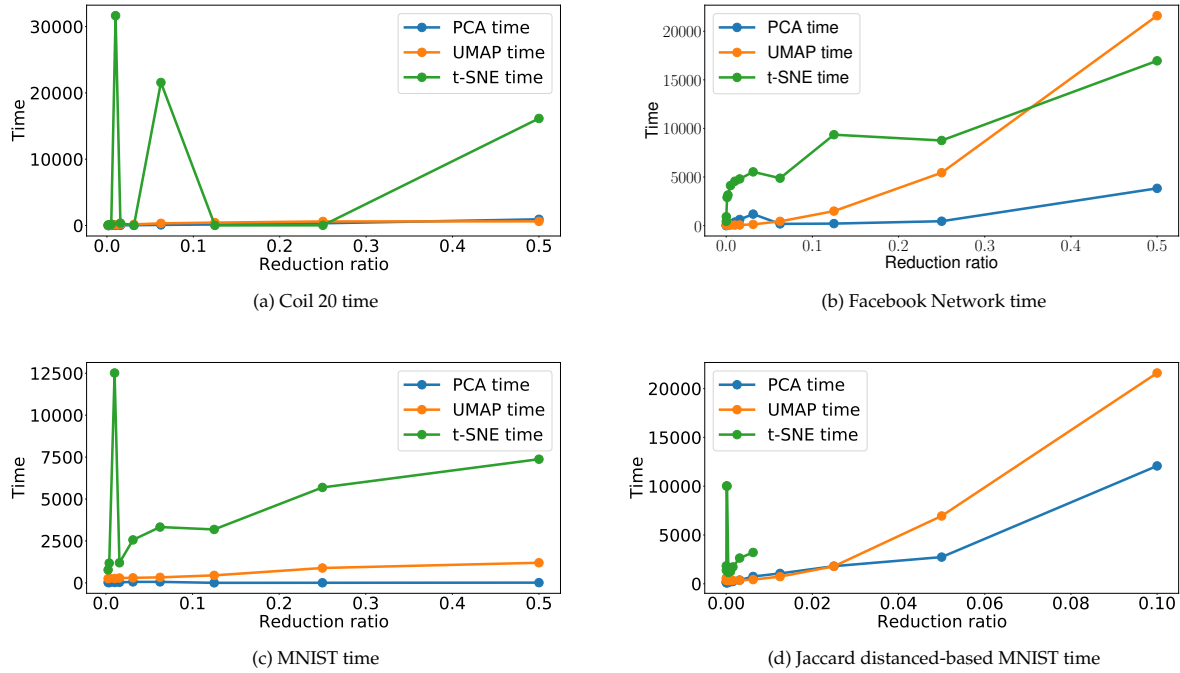 30000
20000
10000
0
Time
PCA time
UMAP time
t-SNE time
0.0 0.1 0.2 0.3 0.4 0.5
Reduction ratio
(a) Coil 20 time
20000
15000
10000
5000
0
Time
PCA time
UMAP time
t-SNE time
0.0 0.1 0.2 0.3 0.4 0.5
Reduction ratio
(b) Facebook Network time
12500
10000
7500
5000
2500
0
Time
PCA time
UMAP time
t-SNE time
0.0 0.1 0.2 0.3 0.4 0.5
Reduction ratio
(c) MNIST time
20000
15000
10000
5000
0
Time
PCA time
UMAP time
t-SNE time
0.00 0.02 0.04 0.06 0.08 0.10
Reduction ratio
(d) Jaccard distanced-based MNIST time